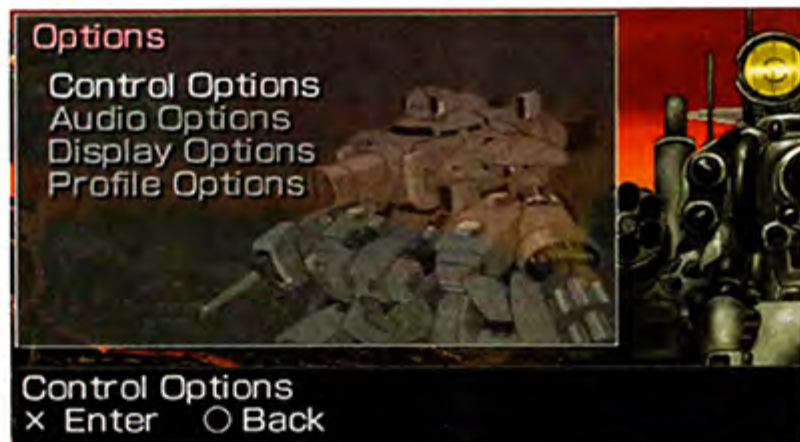 Options
Control Options
Audio Options
Display Options
Profile Options
Control Options
× Enter ○ Back